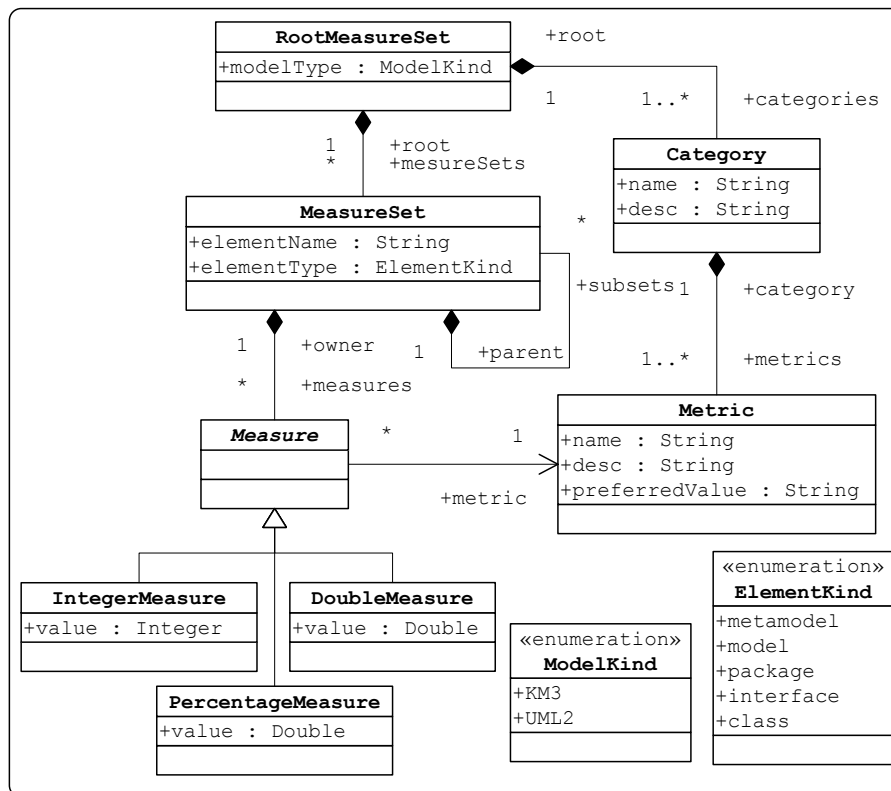 RootMeasureSet
+modelType : ModelKind
+root
1
1..*
+categories
1
+root
*
+mesureSets
Category
+name : String
+desc : String
MeasureSet
+elementName : String
+elementType : ElementKind
*
+subsets
1
+parent
1
+category
1..*
+metrics
1
+owner
*
+measures
Measure
*
1
+metric
Metric
+name : String
+desc : String
+preferredValue : String
IntegerMeasure
+value : Integer
DoubleMeasure
+value : Double
PercentageMeasure
+value : Double
«enumeration»
ModelKind
+KM3
+UML2
«enumeration»
ElementKind
+metamodel
+model
+package
+interface
+class